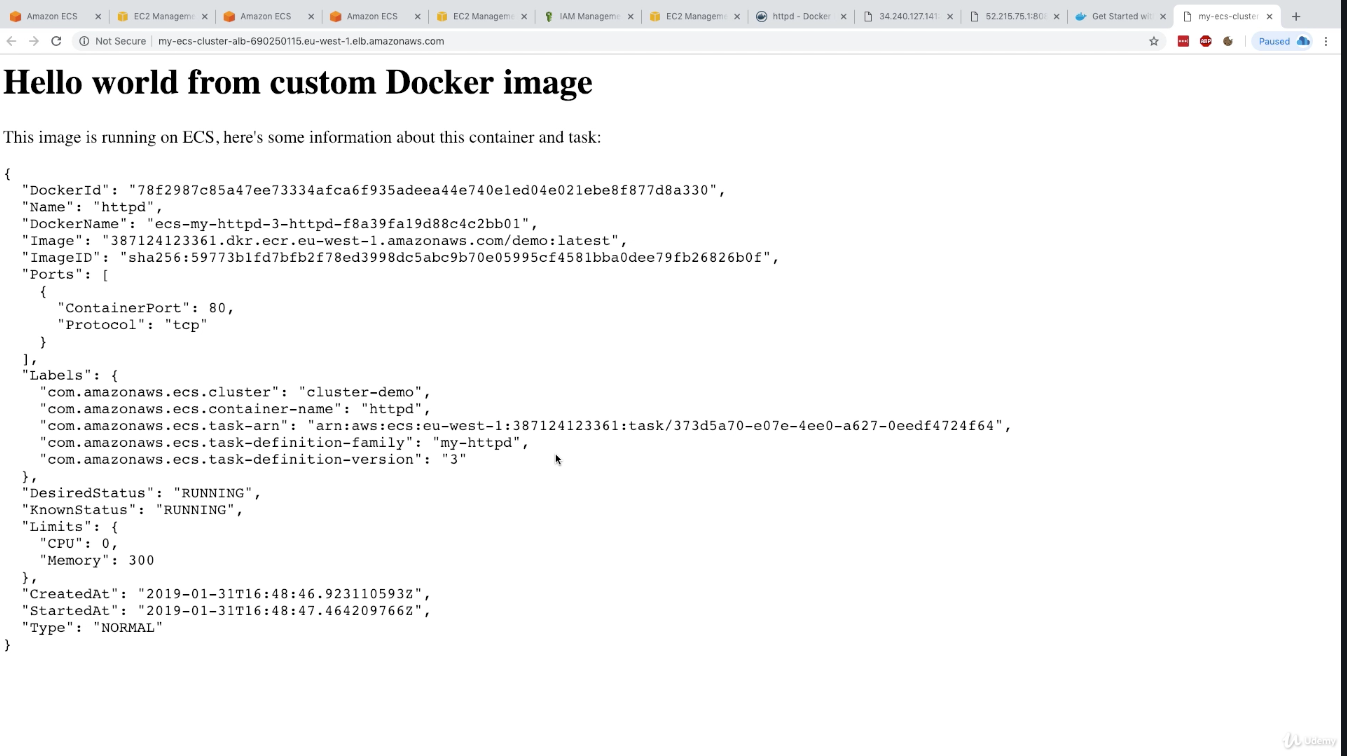 Amazon ECS
EC2 Managem
Amazon ECS
Amazon ECS
EC2 Managem
IAM Managem
EC2 Managem
httpd - Docker
34.240.127.141
52.215.75.1:80
Get Started wit
my-ecs-cluster
Not Secure
my-ecs-cluster-alb-690250115.eu-west-1.elb.amazonaws.com
ABP
Paused
Hello world from custom Docker image
This image is running on ECS, here's some information about this container and task:
{
"DockerId": "78f2987c85a47ee73334afca6f935adeea44e740e1ed04e021ebe8f877d8a330",
"Name": "httpd",
"DockerName": "ecs-my-httpd-3-httpd-f8a39fa19d88c4c2bb01",
"Image": "387124123361.dkr.ecr.eu-west-1.amazonaws.com/demo:latest",
"ImageID": "sha256:59773b1fd7bfb2f78ed3998dc5abc9b70e05995cf4581bba0dee79fb26826b0f",
"Ports": [
{
"ContainerPort": 80,
"Protocol": "tcp"
}
],
"Labels": {
"com.amazonaws.ecs.cluster": "cluster-demo",
"com.amazonaws.ecs.container-name": "httpd",
"com.amazonaws.ecs.task-arn": "arn:aws:ecs:eu-west-1:387124123361:task/373d5a70-e07e-4ee0-a627-0eedf4724f64",
"com.amazonaws.ecs.task-definition-family": "my-httpd",
"com.amazonaws.ecs.task-definition-version": "3"
},
"DesiredStatus": "RUNNING",
"KnownStatus": "RUNNING",
"Limits": {
"CPU": 0,
"Memory": 300
},
"CreatedAt": "2019-01-31T16:48:46.923110593Z",
"StartedAt": "2019-01-31T16:48:47.464209766Z",
"Type": "NORMAL"
}
Udemy